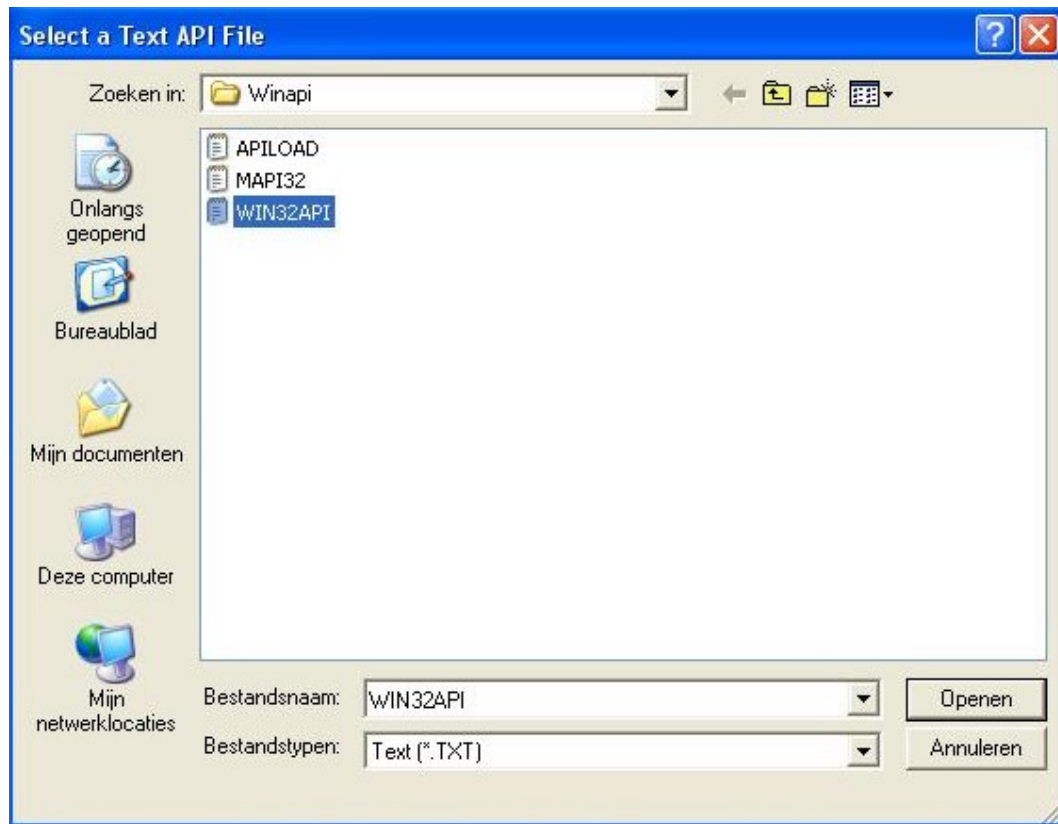 Select a Text API File
Zoeken in:
Winapi
APILOAD
MAPI32
WIN32API
Onlangs
geopend
Bureaublad
Mijn documenten
Deze computer
Mijn
netwerklocaties
Bestandsnaam:
WIN32API
Openen
Bestandstypen:
Text (*.TXT)
Annuleren